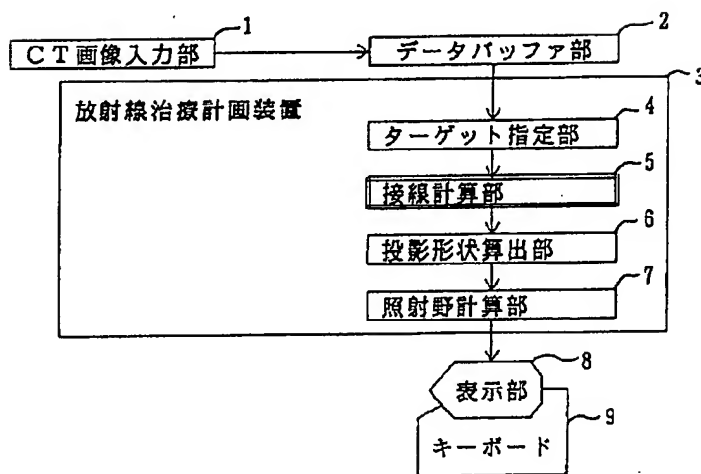 1
CT画像入力部
2
データバッファ部
3
放射線治療計画装置
4
ターゲット指定部
5
接線計算部
6
投影形状算出部
7
照射野計算部
8
表示部
9
キーボード